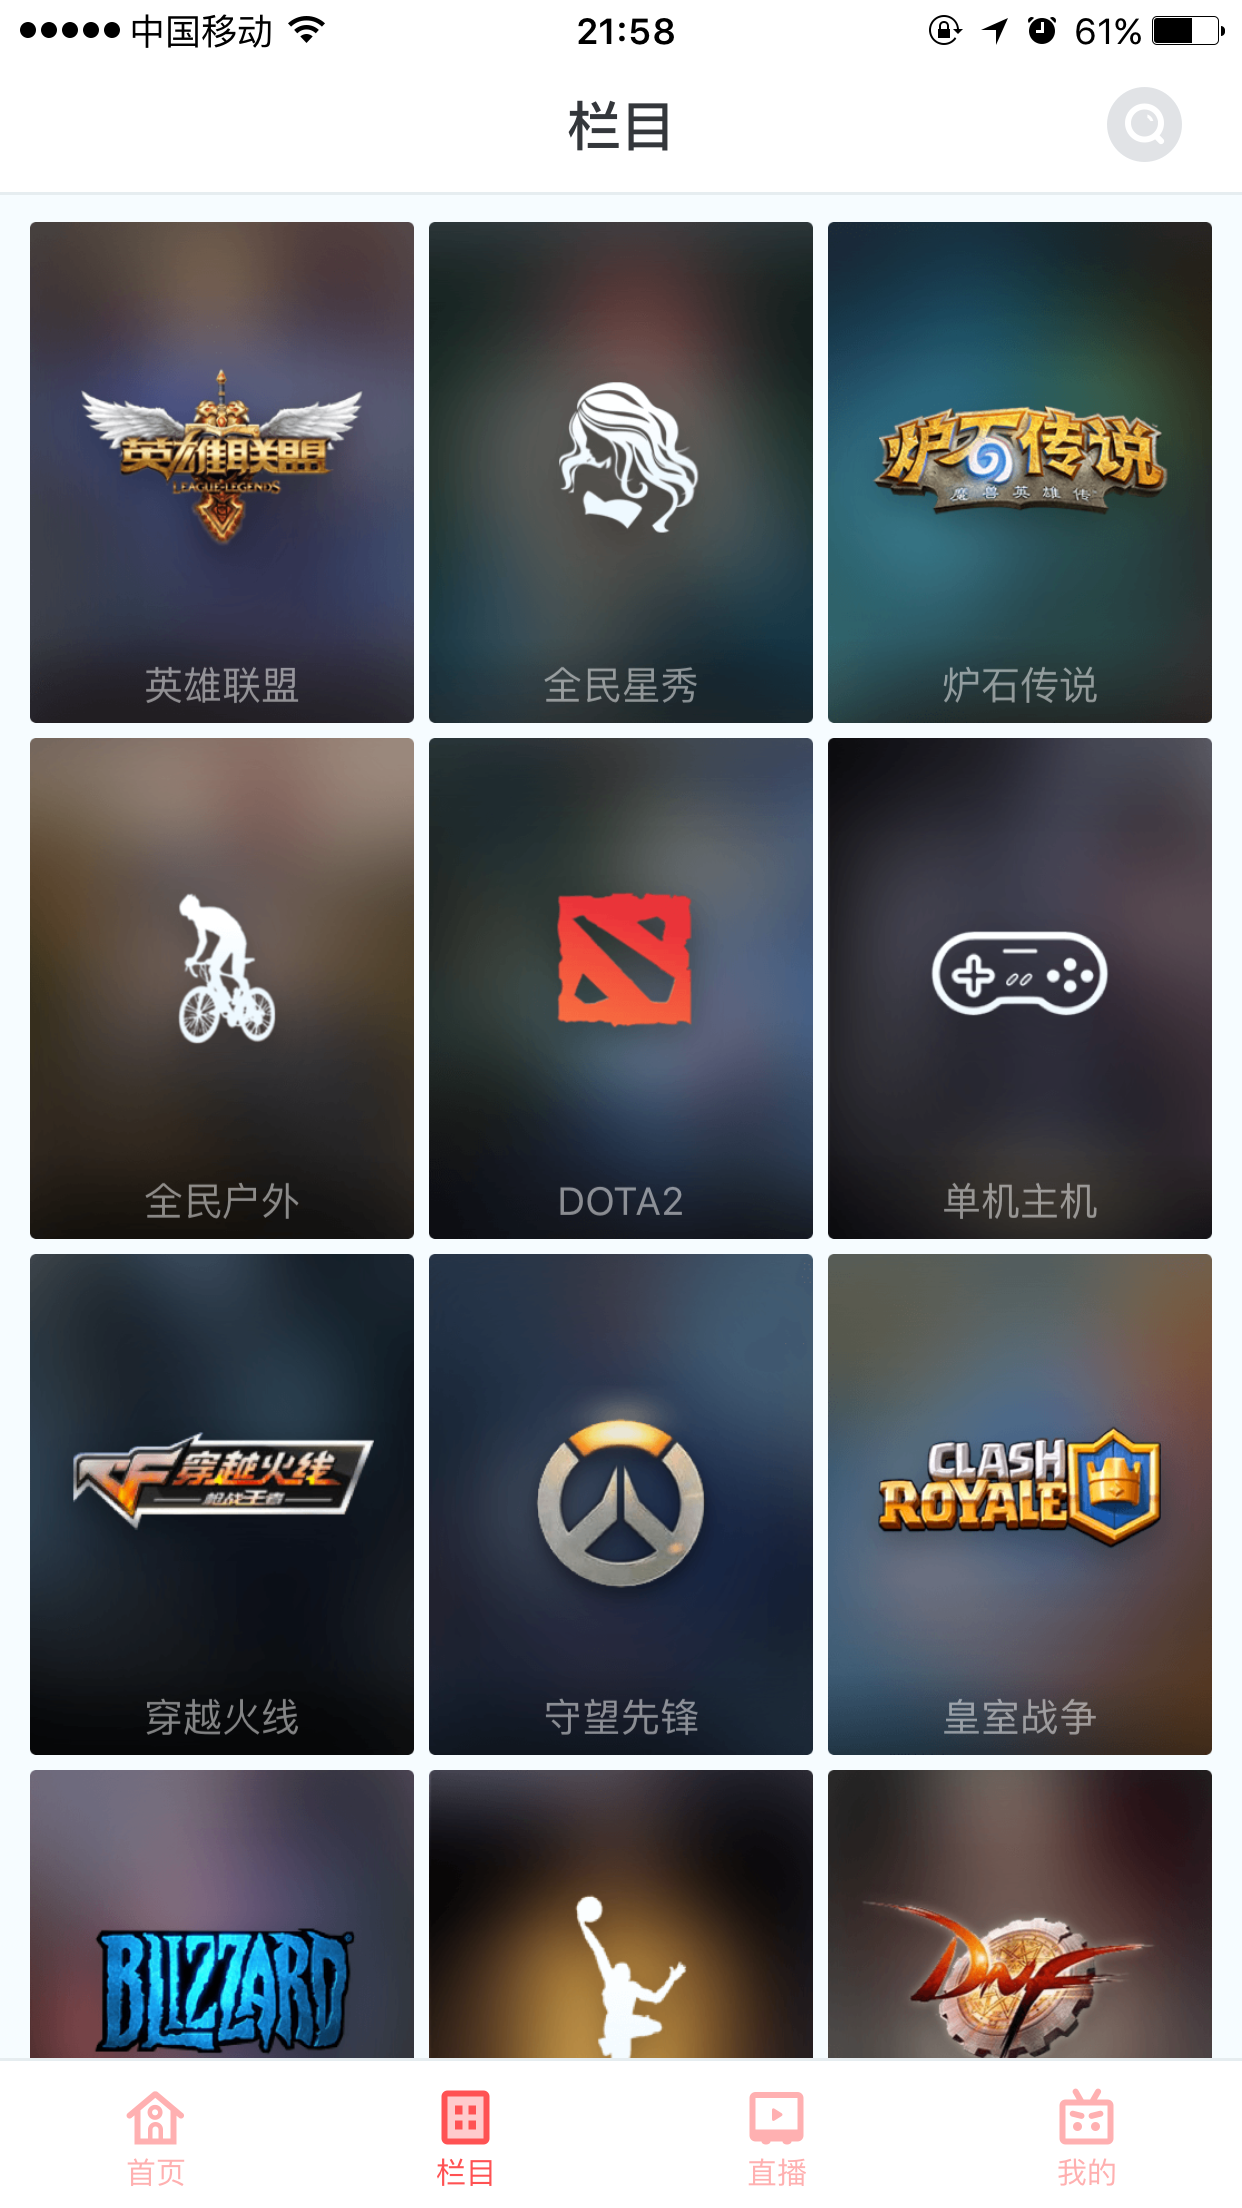 中国移动
21:58
61%
栏目
英雄联盟
LEAGUE LEGENDS
英雄联盟
全民星秀
炉石传说
魔兽英雄传
炉石传说
全民户外
DOTA2
单机主机
CF 穿越火线
枪战王者
穿越火线
守望先锋
CLASH
ROYALE
皇室战争
BLIZZARD
DNF
首页
栏目
直播
我的